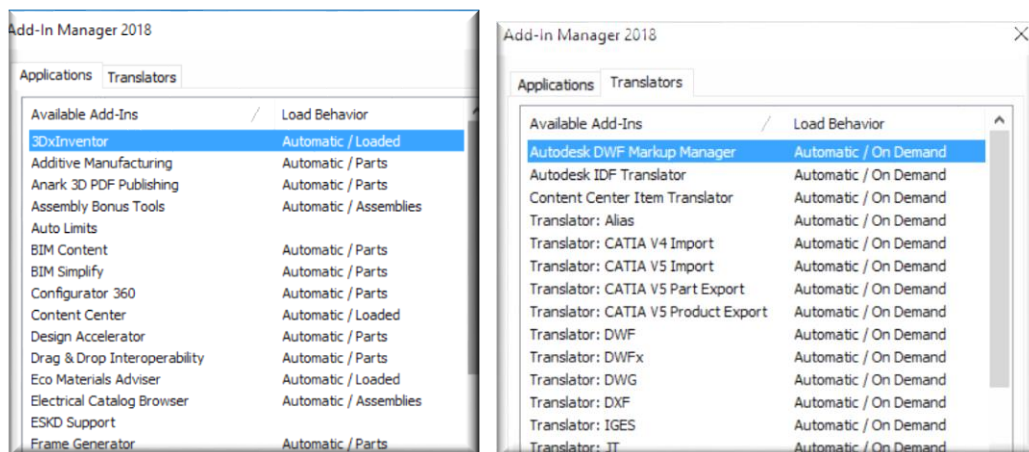 Add-In Manager 2018
Applications Translators
Available Add-Ins Load Behavior
3DxInventor Automatic / Loaded
Additive Manufacturing Automatic / Parts
Anark 3D PDF Publishing Automatic / Parts
Assembly Bonus Tools Automatic / Assemblies
Auto Limits
BIM Content Automatic / Parts
BIM Simplify Automatic / Parts
Configurator 360 Automatic / Parts
Content Center Automatic / Loaded
Design Accelerator Automatic / Parts
Drag & Drop Interoperability Automatic / Parts
Eco Materials Adviser Automatic / Loaded
Electrical Catalog Browser Automatic / Assemblies
ESKD Support
Frame Generator Automatic / Parts
Add-In Manager 2018
Applications Translators
Available Add-Ins Load Behavior
Autodesk DWF Markup Manager Automatic / On Demand
Autodesk IDF Translator Automatic / On Demand
Content Center Item Translator Automatic / On Demand
Translator: Alias Automatic / On Demand
Translator: CATIA V4 Import Automatic / On Demand
Translator: CATIA V5 Import Automatic / On Demand
Translator: CATIA V5 Part Export Automatic / On Demand
Translator: CATIA V5 Product Export Automatic / On Demand
Translator: DWF Automatic / On Demand
Translator: DWFx Automatic / On Demand
Translator: DWG Automatic / On Demand
Translator: DXF Automatic / On Demand
Translator: IGES Automatic / On Demand
Translator: JT Automatic / On Demand